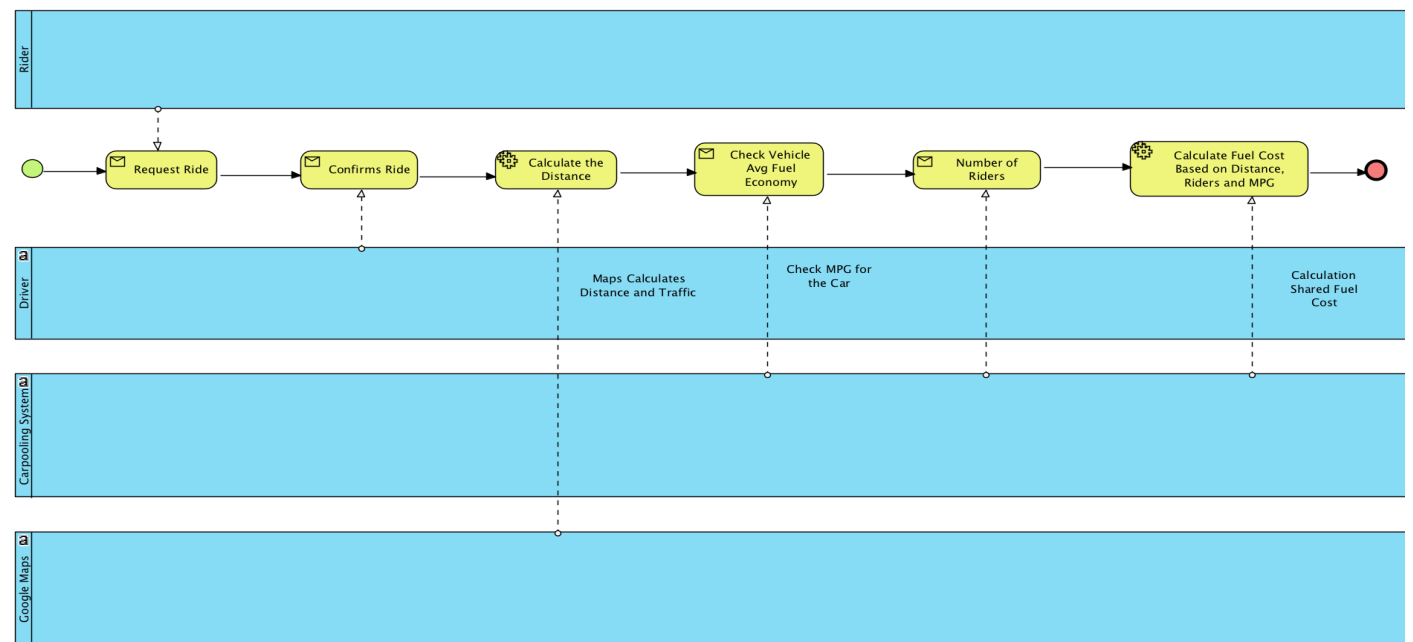 Rider
Request Ride
Confirms Ride
Calculate the
Distance
Check Vehicle
Avg Fuel
Economy
Number of
Riders
Calculate Fuel Cost
Based on Distance,
Riders and MPG
a
Driver
Maps Calculates
Distance and Traffic
Check MPG for
the Car
Calculation
Shared Fuel
Cost
a
Carpooling System
a
Google Maps